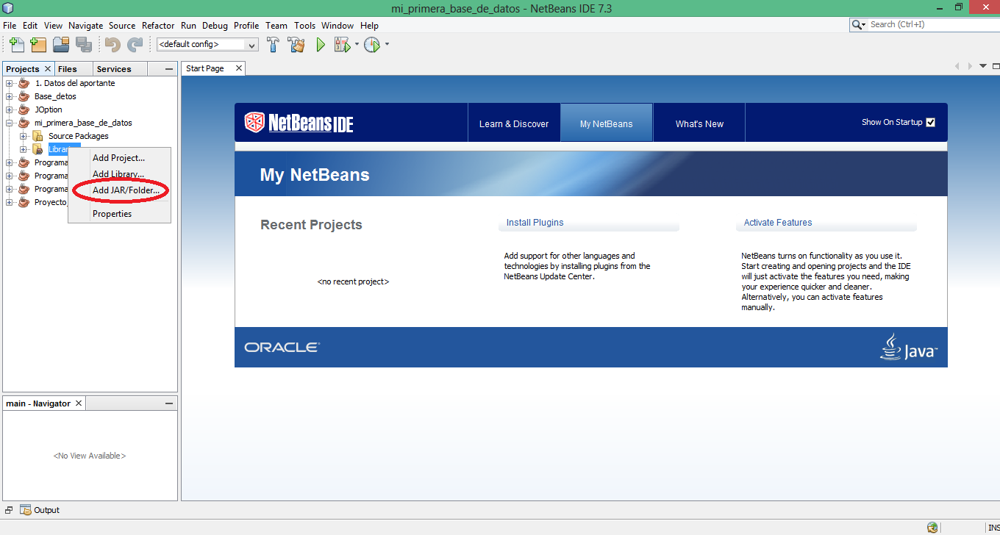 mi_primera_base_de_datos - NetBeans IDE 7.3
File Edit View Navigate Source Refactor Run Debug Profile Team Tools Window Help
Search (Ctrl+I)
<default config>
Projects Files Services
Start Page
1. Datos del aportante
Base_detos
JOption
mi_primera_base_de_datos
Source Packages
Librari
Programa
Programa
Programa
Proyecto
Add Project...
Add Library...
Add JAR/Folder...
Properties
NetBeans IDE
Learn & Discover
My NetBeans
What's New
Show On Startup
My NetBeans
Recent Projects
<no recent project>
Install Plugins
Add support for other languages and
technologies by installing plugins from the
NetBeans Update Center.
Activate Features
NetBeans turns on functionality as you use it.
Start creating and opening projects and the IDE
will just activate the features you need, making
your experience quicker and cleaner.
Alternatively, you can activate features
manually.
ORACLE
Java™
main - Navigator
<No View Available>
Output
INS